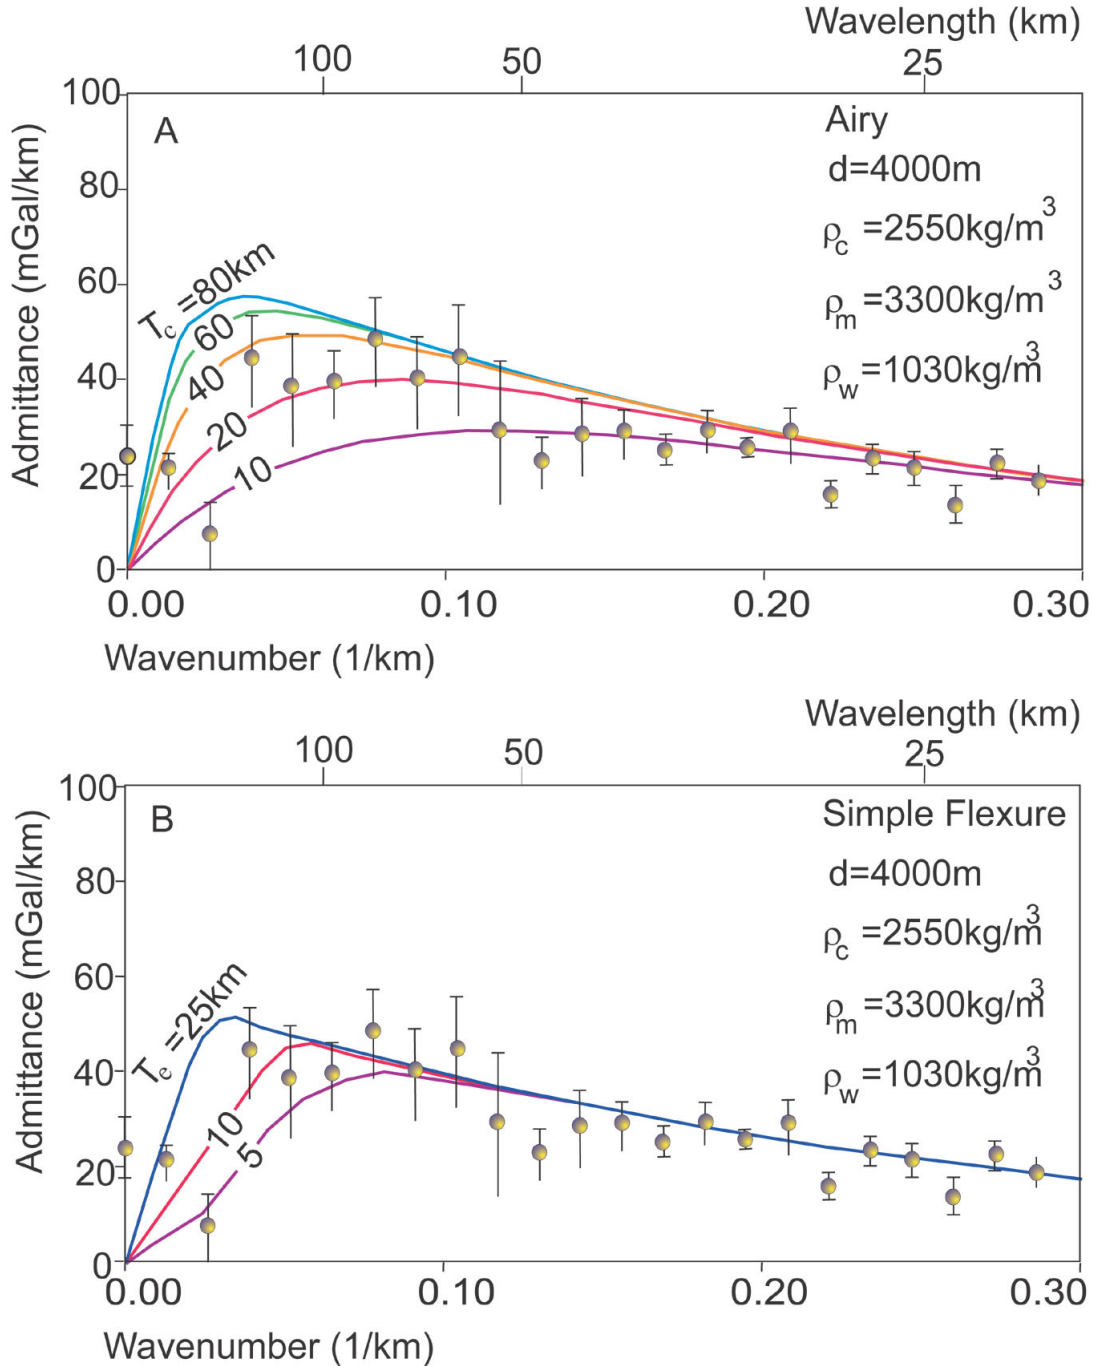 Wavelength (km)
100 50 25
100
80
60
40
20
0
Admittance (mGal/km)
A
Airy
d=4000m
ρc =2550kg/m³
ρm =3300kg/m³
ρw =1030kg/m³
Tc =80km
60
40
20
10
0.00 0.10 0.20 0.30
Wavenumber (1/km)
Wavelength (km)
100 50 25
100
80
60
40
20
0
Admittance (mGal/km)
B
Simple Flexure
d=4000m
ρc =2550kg/m³
ρm =3300kg/m³
ρw =1030kg/m³
Te =25km
10
5
0.00 0.10 0.20 0.30
Wavenumber (1/km)